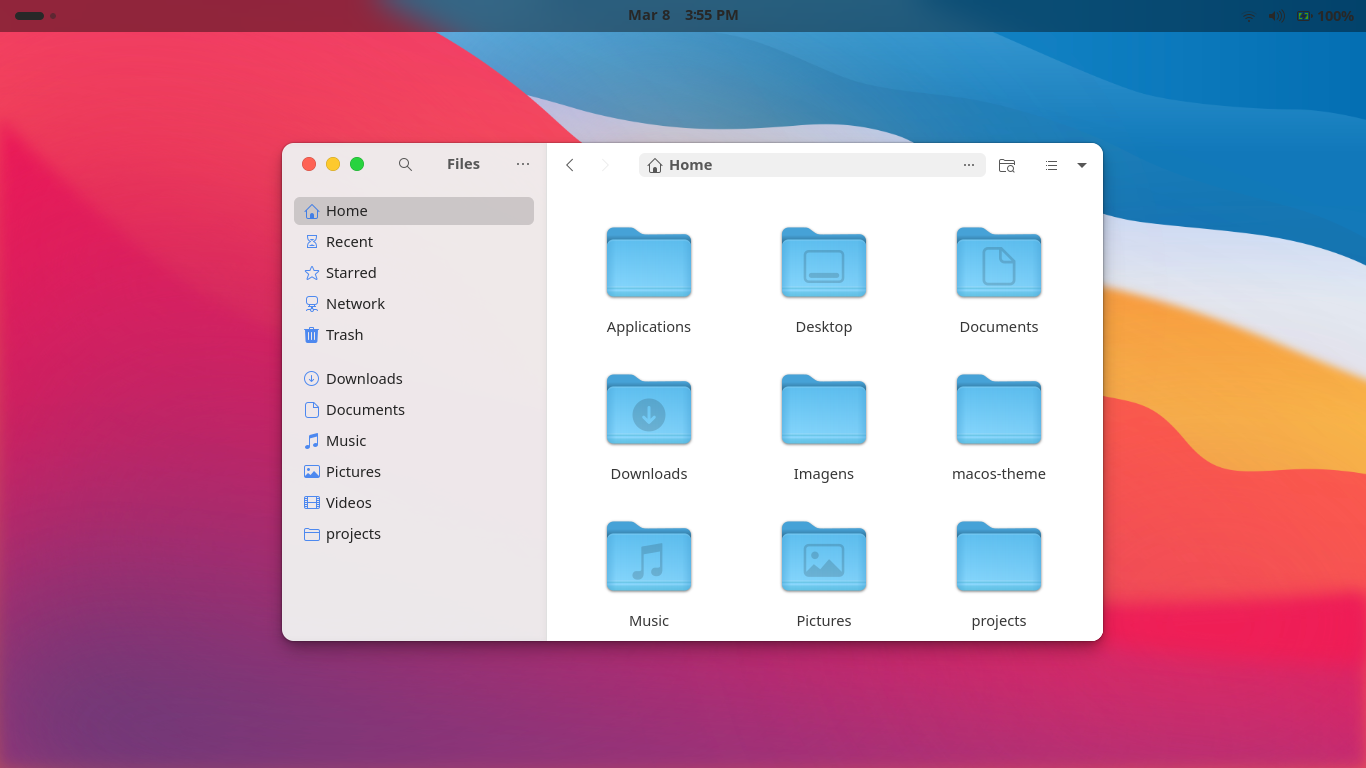 Mar 8 3:55 PM
100%
Files
Home
Home
Recent
Starred
Network
Trash
Downloads
Documents
Music
Pictures
Videos
projects
Applications
Desktop
Documents
Downloads
Imagens
macos-theme
Music
Pictures
projects